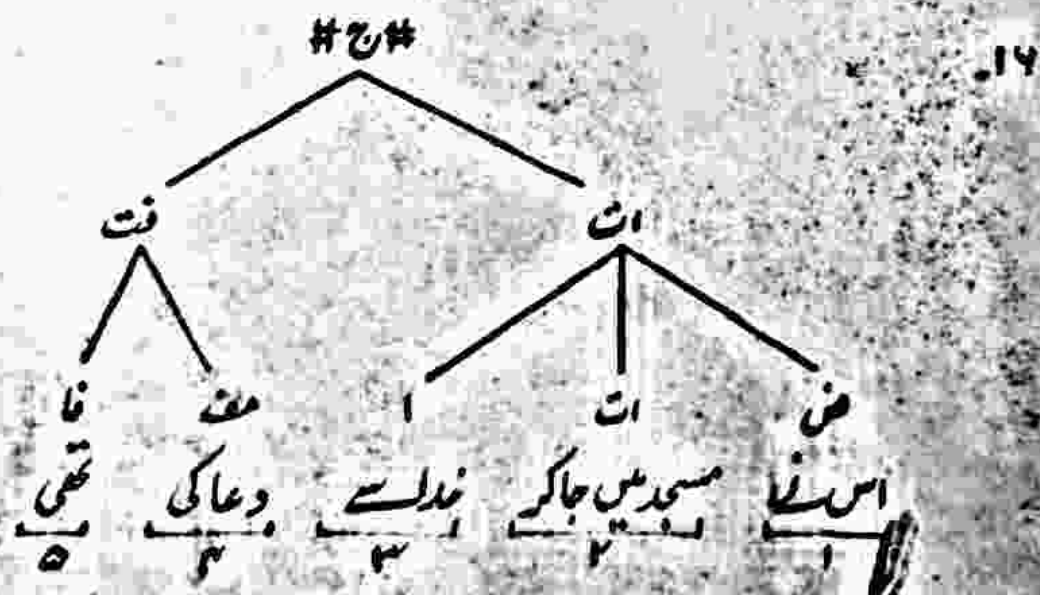 ۱۶.
#ج#
ات فت
ض ات ا مف فا
اس نے مسجد میں جاکر خدا سے دعا کی تھی
۱ ۲ ۳ ۴ ۵